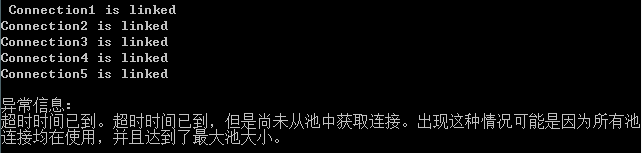 Connection1 is linked
Connection2 is linked
Connection3 is linked
Connection4 is linked
Connection5 is linked
异常信息:
超时时间已到。超时时间已到，但是尚未从池中获取连接。出现这种情况可能是因为所有池
连接均在使用，并且达到了最大池大小。